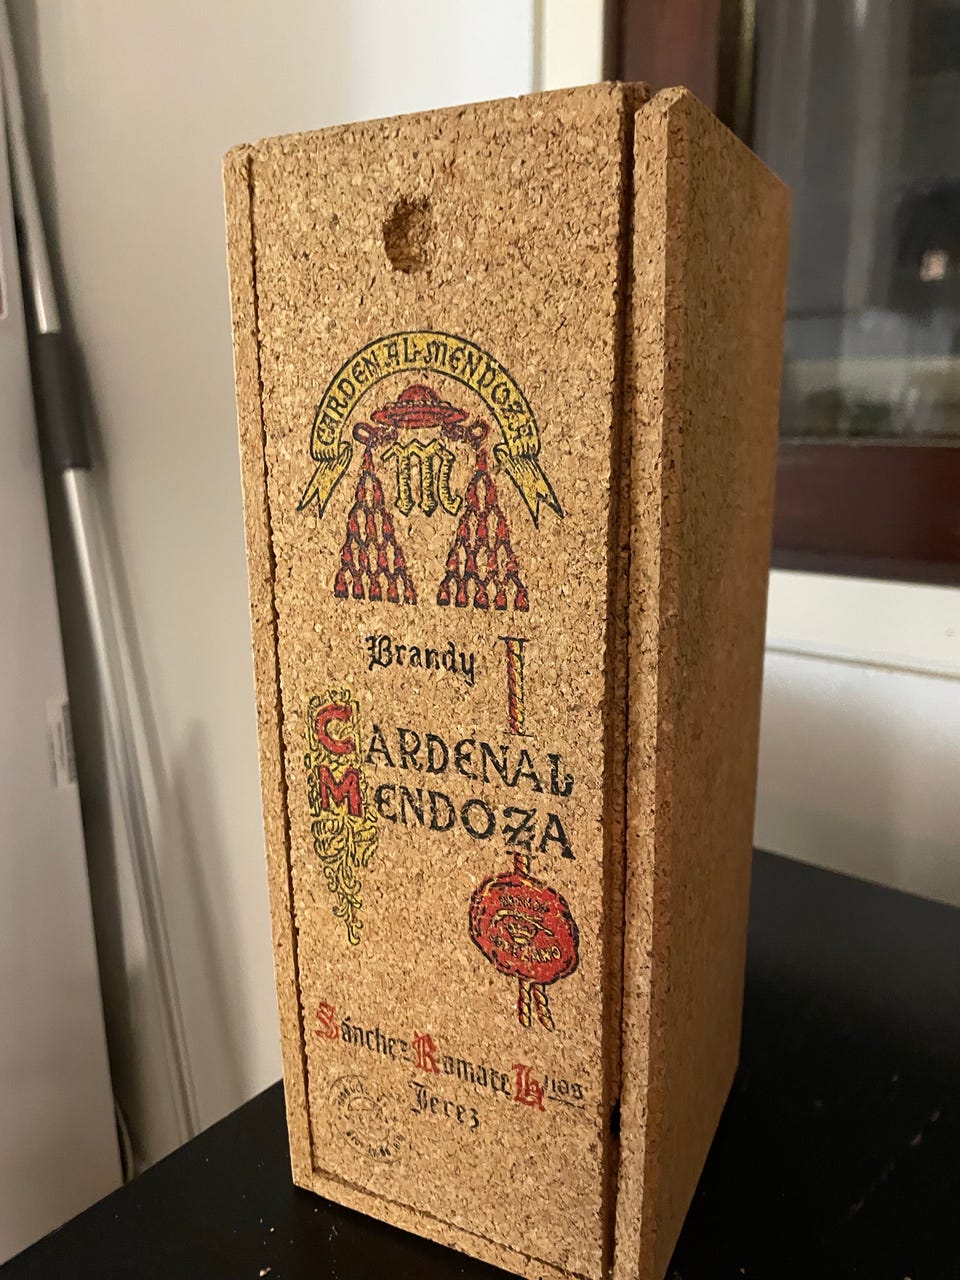 CARDENAL MENDOZA
m
Brandy
CARDENAL
MENDOZA
Sánchez Romate Hnos
Jerez